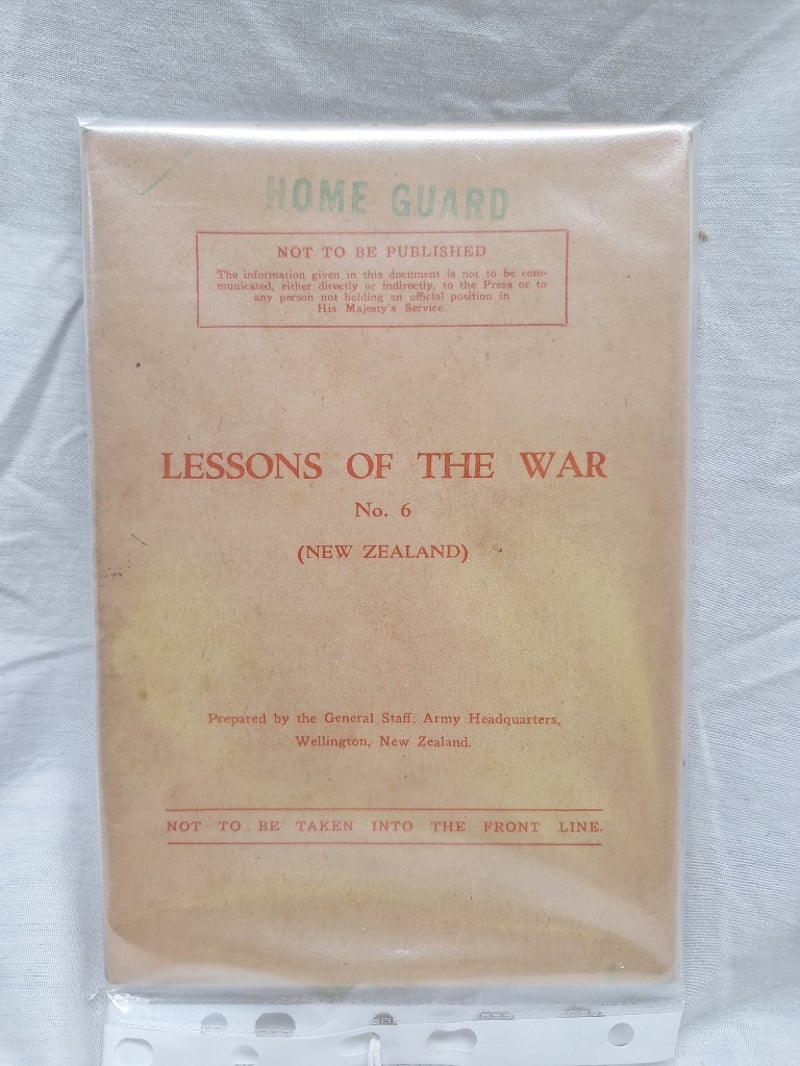 HOME GUARD
NOT TO BE PUBLISHED
The information given in this document is not to be com-
municated, either directly or indirectly, to the Press or to
any person not holding an official position in
His Majesty's Service.
LESSONS OF THE WAR
No. 6
(NEW ZEALAND)
Prepared by the General Staff, Army Headquarters,
Wellington, New Zealand.
NOT TO BE TAKEN INTO THE FRONT LINE.